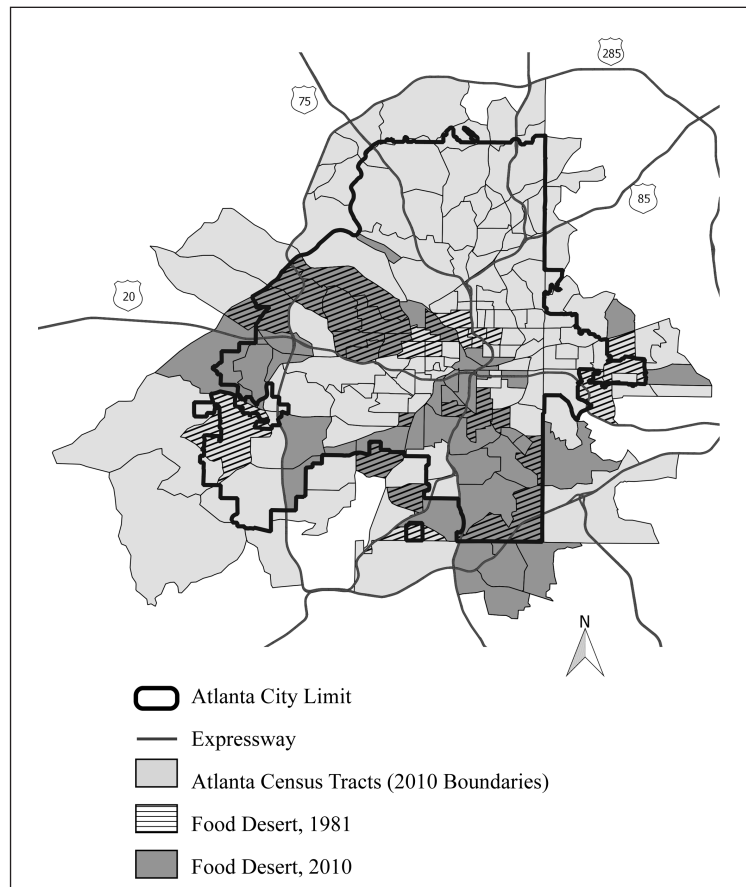 285
75
85
20
N
Atlanta City Limit
Expressway
Atlanta Census Tracts (2010 Boundaries)
Food Desert, 1981
Food Desert, 2010